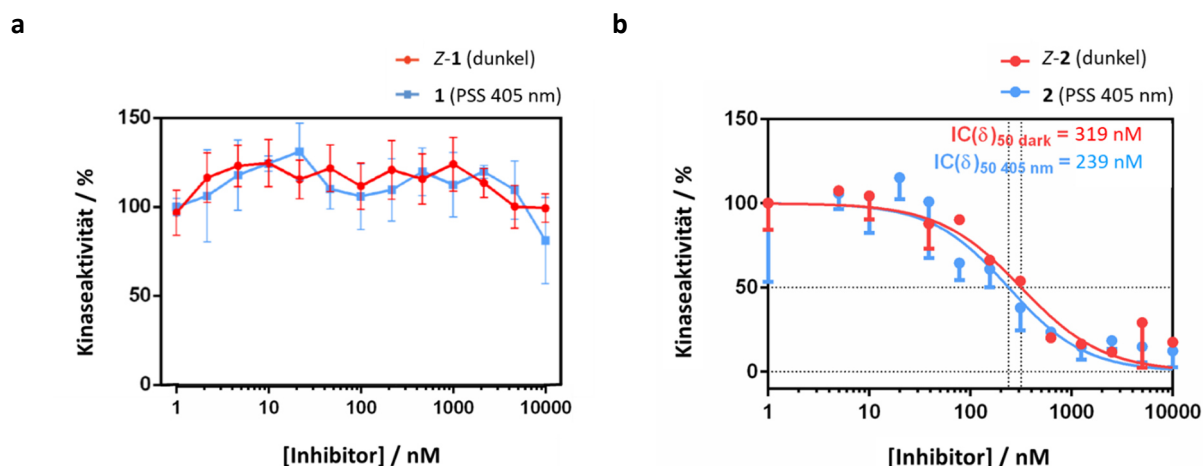 a
Z-1 (dunkel)
1 (PSS 405 nm)
150
100
50
0
Kinaseaktivität / %
1
10
100
1000
10000
[Inhibitor] / nM
b
Z-2 (dunkel)
2 (PSS 405 nm)
IC(δ)50 dark = 319 nM
IC(δ)50 405 nm = 239 nM
150
100
50
0
Kinaseaktivität / %
1
10
100
1000
10000
[Inhibitor] / nM